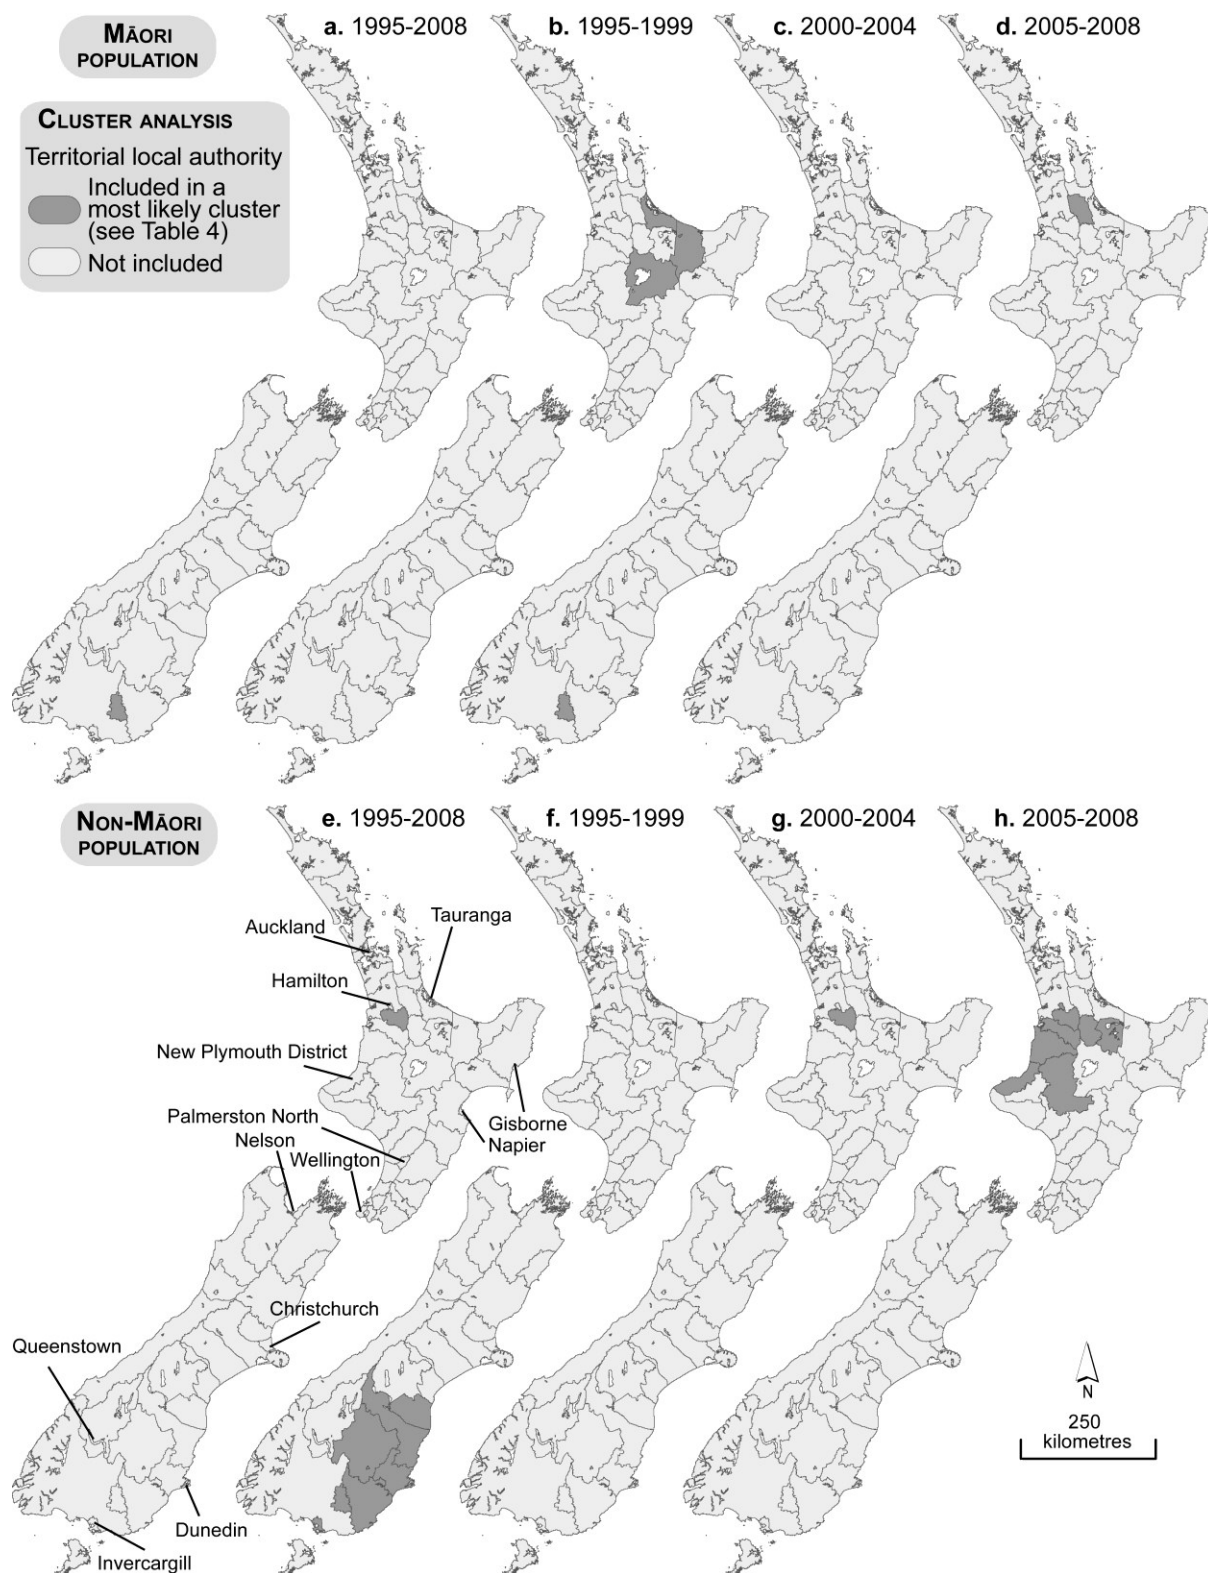 MĀORI
POPULATION
a. 1995-2008
b. 1995-1999
c. 2000-2004
d. 2005-2008
CLUSTER ANALYSIS
Territorial local authority
Included in a
most likely cluster
(see Table 4)
Not included
NON-MĀORI
POPULATION
e. 1995-2008
f. 1995-1999
g. 2000-2004
h. 2005-2008
Auckland
Tauranga
Hamilton
New Plymouth District
Palmerston North
Nelson
Wellington
Gisborne
Napier
Christchurch
Queenstown
Dunedin
Invercargill
N
250
kilometres